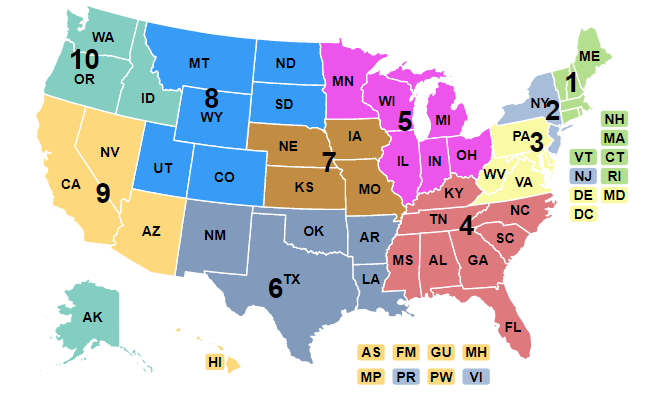 WA
ME
10
MT
ND
1
OR
MN
8
ID
SD
WI
NY
2
WY
5
MI
NH
IA
PA
3
MA
NV
NE
7
OH
VT
CT
UT
IL
IN
WV
NJ
RI
CO
KS
MO
VA
CA
9
KY
DE
MD
NC
DC
TN
4
AZ
NM
OK
AR
SC
MS
AL
GA
6
TX
LA
AK
FL
HI
AS
FM
GU
MH
MP
PR
PW
VI